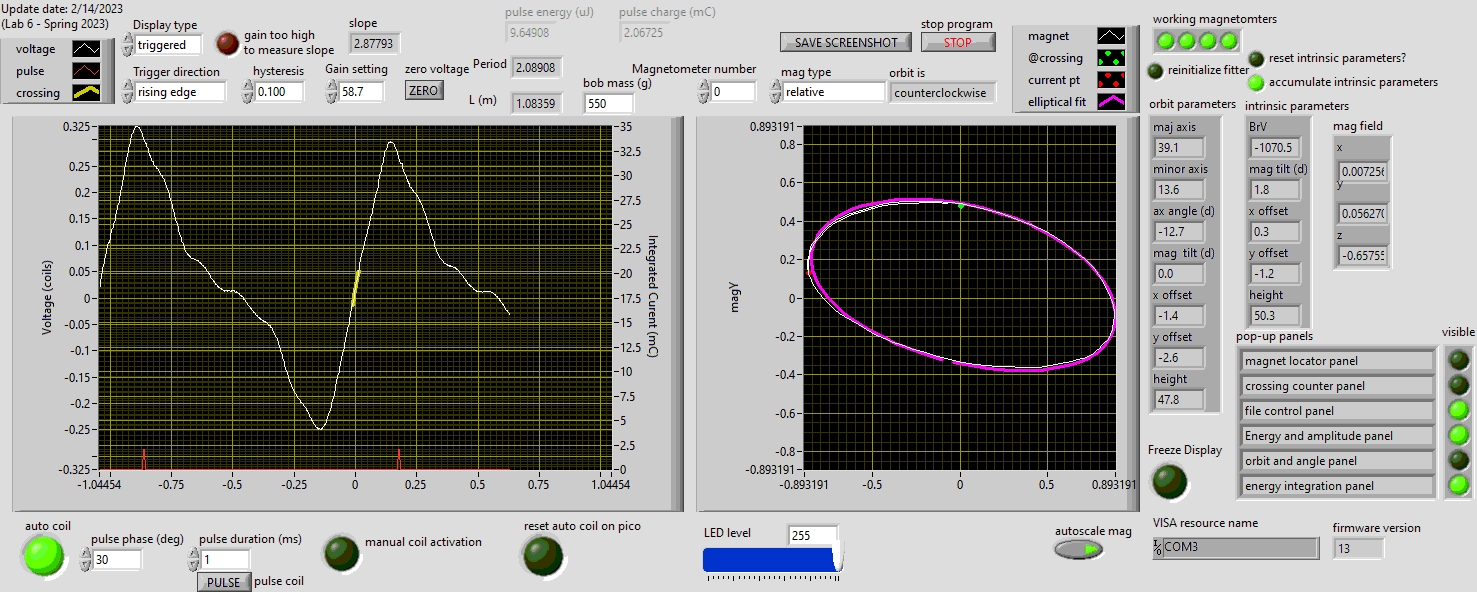 Update date: 2/14/2023
(Lab 6 - Spring 2023)
voltage
pulse
crossing
Display type
triggered
gain too high
to measure slope
slope
2.87793
Trigger direction
rising edge
hysteresis
0.100
Gain setting
58.7
zero voltage
ZERO
pulse energy (uJ)
9.64908
pulse charge (mC)
2.06725
Period
2.08908
L (m)
1.08359
bob mass (g)
550
Magnetometer number
0
mag type
relative
orbit is
counterclockwise
SAVE SCREENSHOT
stop program
STOP
magnet
@crossing
current pt
elliptical fit
working magnetomters
reinitialize fitter
reset intrinsic parameters?
accumulate intrinsic parameters
orbit parameters
maj axis
39.1
minor axis
13.6
ax angle (d)
-12.7
mag tilt (d)
0.0
x offset
-1.4
y offset
-2.6
height
47.8
intrinsic parameters
BrV
-1070.5
mag tilt (d)
1.8
x offset
0.3
y offset
-1.2
height
50.3
mag field
x
0.007256
y
0.056270
z
-0.65755
Voltage (coils)
0.325
0.25
0.2
0.15
0.1
0.05
0
-0.05
-0.1
-0.15
-0.2
-0.25
-0.325
-1.04454
-0.75
-0.5
-0.25
0
0.25
0.5
0.75
1.04454
35
32.5
30
27.5
25
22.5
20
17.5
15
12.5
10
7.5
5
2.5
0
Integrated Curent (mC)
magY
0.893191
0.8
0.6
0.4
0.2
0
-0.2
-0.4
-0.6
-0.8
-0.893191
-0.893191
-0.5
0
0.5
0.893191
pop-up panels
visible
magnet locator panel
crossing counter panel
file control panel
Energy and amplitude panel
orbit and angle panel
energy integration panel
Freeze Display
auto coil
pulse phase (deg)
30
pulse duration (ms)
1
PULSE
pulse coil
manual coil activation
reset auto coil on pico
LED level
255
autoscale mag
VISA resource name
COM3
firmware version
13